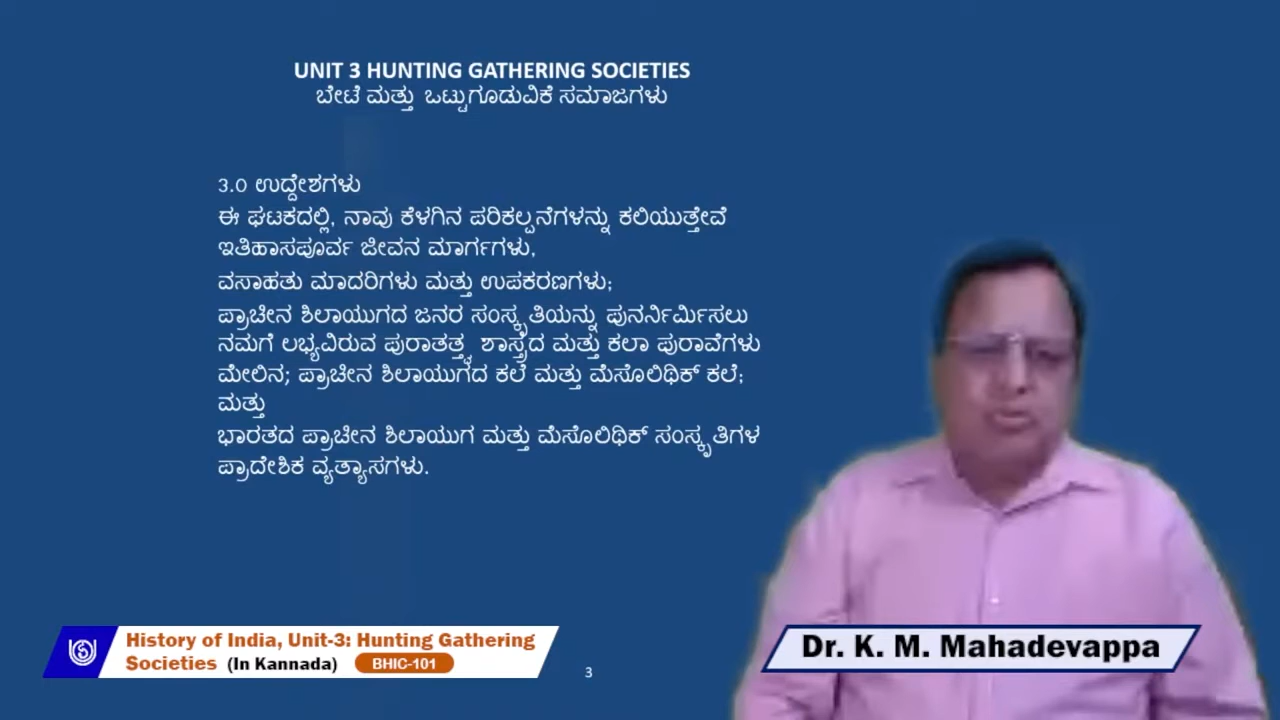 UNIT 3 HUNTING GATHERING SOCIETIES
ಬೇಟೆ ಮತ್ತು ಒಟ್ಟುಗೂಡುವಿಕೆ ಸಮಾಜಗಳು
3.0 ಉದ್ದೇಶಗಳು
ಈ ಘಟಕದಲ್ಲಿ, ನಾವು ಕೆಳಗಿನ ಪರಿಕಲ್ಪನೆಗಳನ್ನು ಕಲಿಯುತ್ತೇವೆ
ಇತಿಹಾಸಪೂರ್ವ ಜೀವನ ಮಾರ್ಗಗಳು,
ವಸಾಹತು ಮಾದರಿಗಳು ಮತ್ತು ಉಪಕರಣಗಳು;
ಪ್ರಾಚೀನ ಶಿಲಾಯುಗದ ಜನರ ಸಂಸ್ಕೃತಿಯನ್ನು ಪುನರ್ನಿರ್ಮಿಸಲು
ನಮಗೆ ಲಭ್ಯವಿರುವ ಪುರಾತತ್ತ್ವ ಶಾಸ್ತ್ರದ ಮತ್ತು ಕಲಾ ಪುರಾವೆಗಳು
ಮೇಲಿನ; ಪ್ರಾಚೀನ ಶಿಲಾಯುಗದ ಕಲೆ ಮತ್ತು ಮೆಸೊಲಿಥಿಕ್ ಕಲೆ;
ಮತ್ತು
ಭಾರತದ ಪ್ರಾಚೀನ ಶಿಲಾಯುಗ ಮತ್ತು ಮೆಸೊಲಿಥಿಕ್ ಸಂಸ್ಕೃತಿಗಳ
ಪ್ರಾದೇಶಿಕ ವ್ಯತ್ಯಾಸಗಳು.
History of India, Unit-3: Hunting Gathering
Societies (In Kannada) BHIC-101
3
Dr. K. M. Mahadevappa